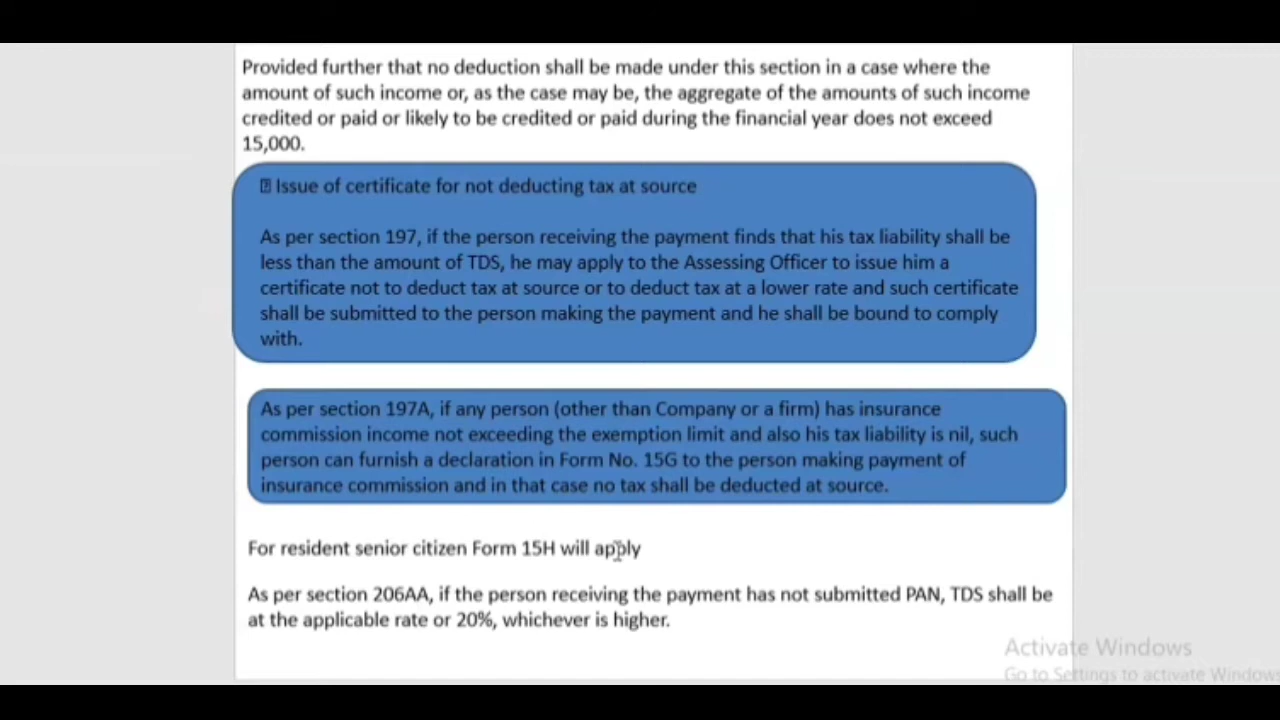 Provided further that no deduction shall be made under this section in a case where the
amount of such income or, as the case may be, the aggregate of the amounts of such income
credited or paid or likely to be credited or paid during the financial year does not exceed
15,000.
Issue of certificate for not deducting tax at source
As per section 197, if the person receiving the payment finds that his tax liability shall be
less than the amount of TDS, he may apply to the Assessing Officer to issue him a
certificate not to deduct tax at source or to deduct tax at a lower rate and such certificate
shall be submitted to the person making the payment and he shall be bound to comply
with.
As per section 197A, if any person (other than Company or a firm) has insurance
commission income not exceeding the exemption limit and also his tax liability is nil, such
person can furnish a declaration in Form No. 15G to the person making payment of
insurance commission and in that case no tax shall be deducted at source.
For resident senior citizen Form 15H will apply
As per section 206AA, if the person receiving the payment has not submitted PAN, TDS shall be
at the applicable rate or 20%, whichever is higher.
Activate Windows
Go to Settings to activate Windows